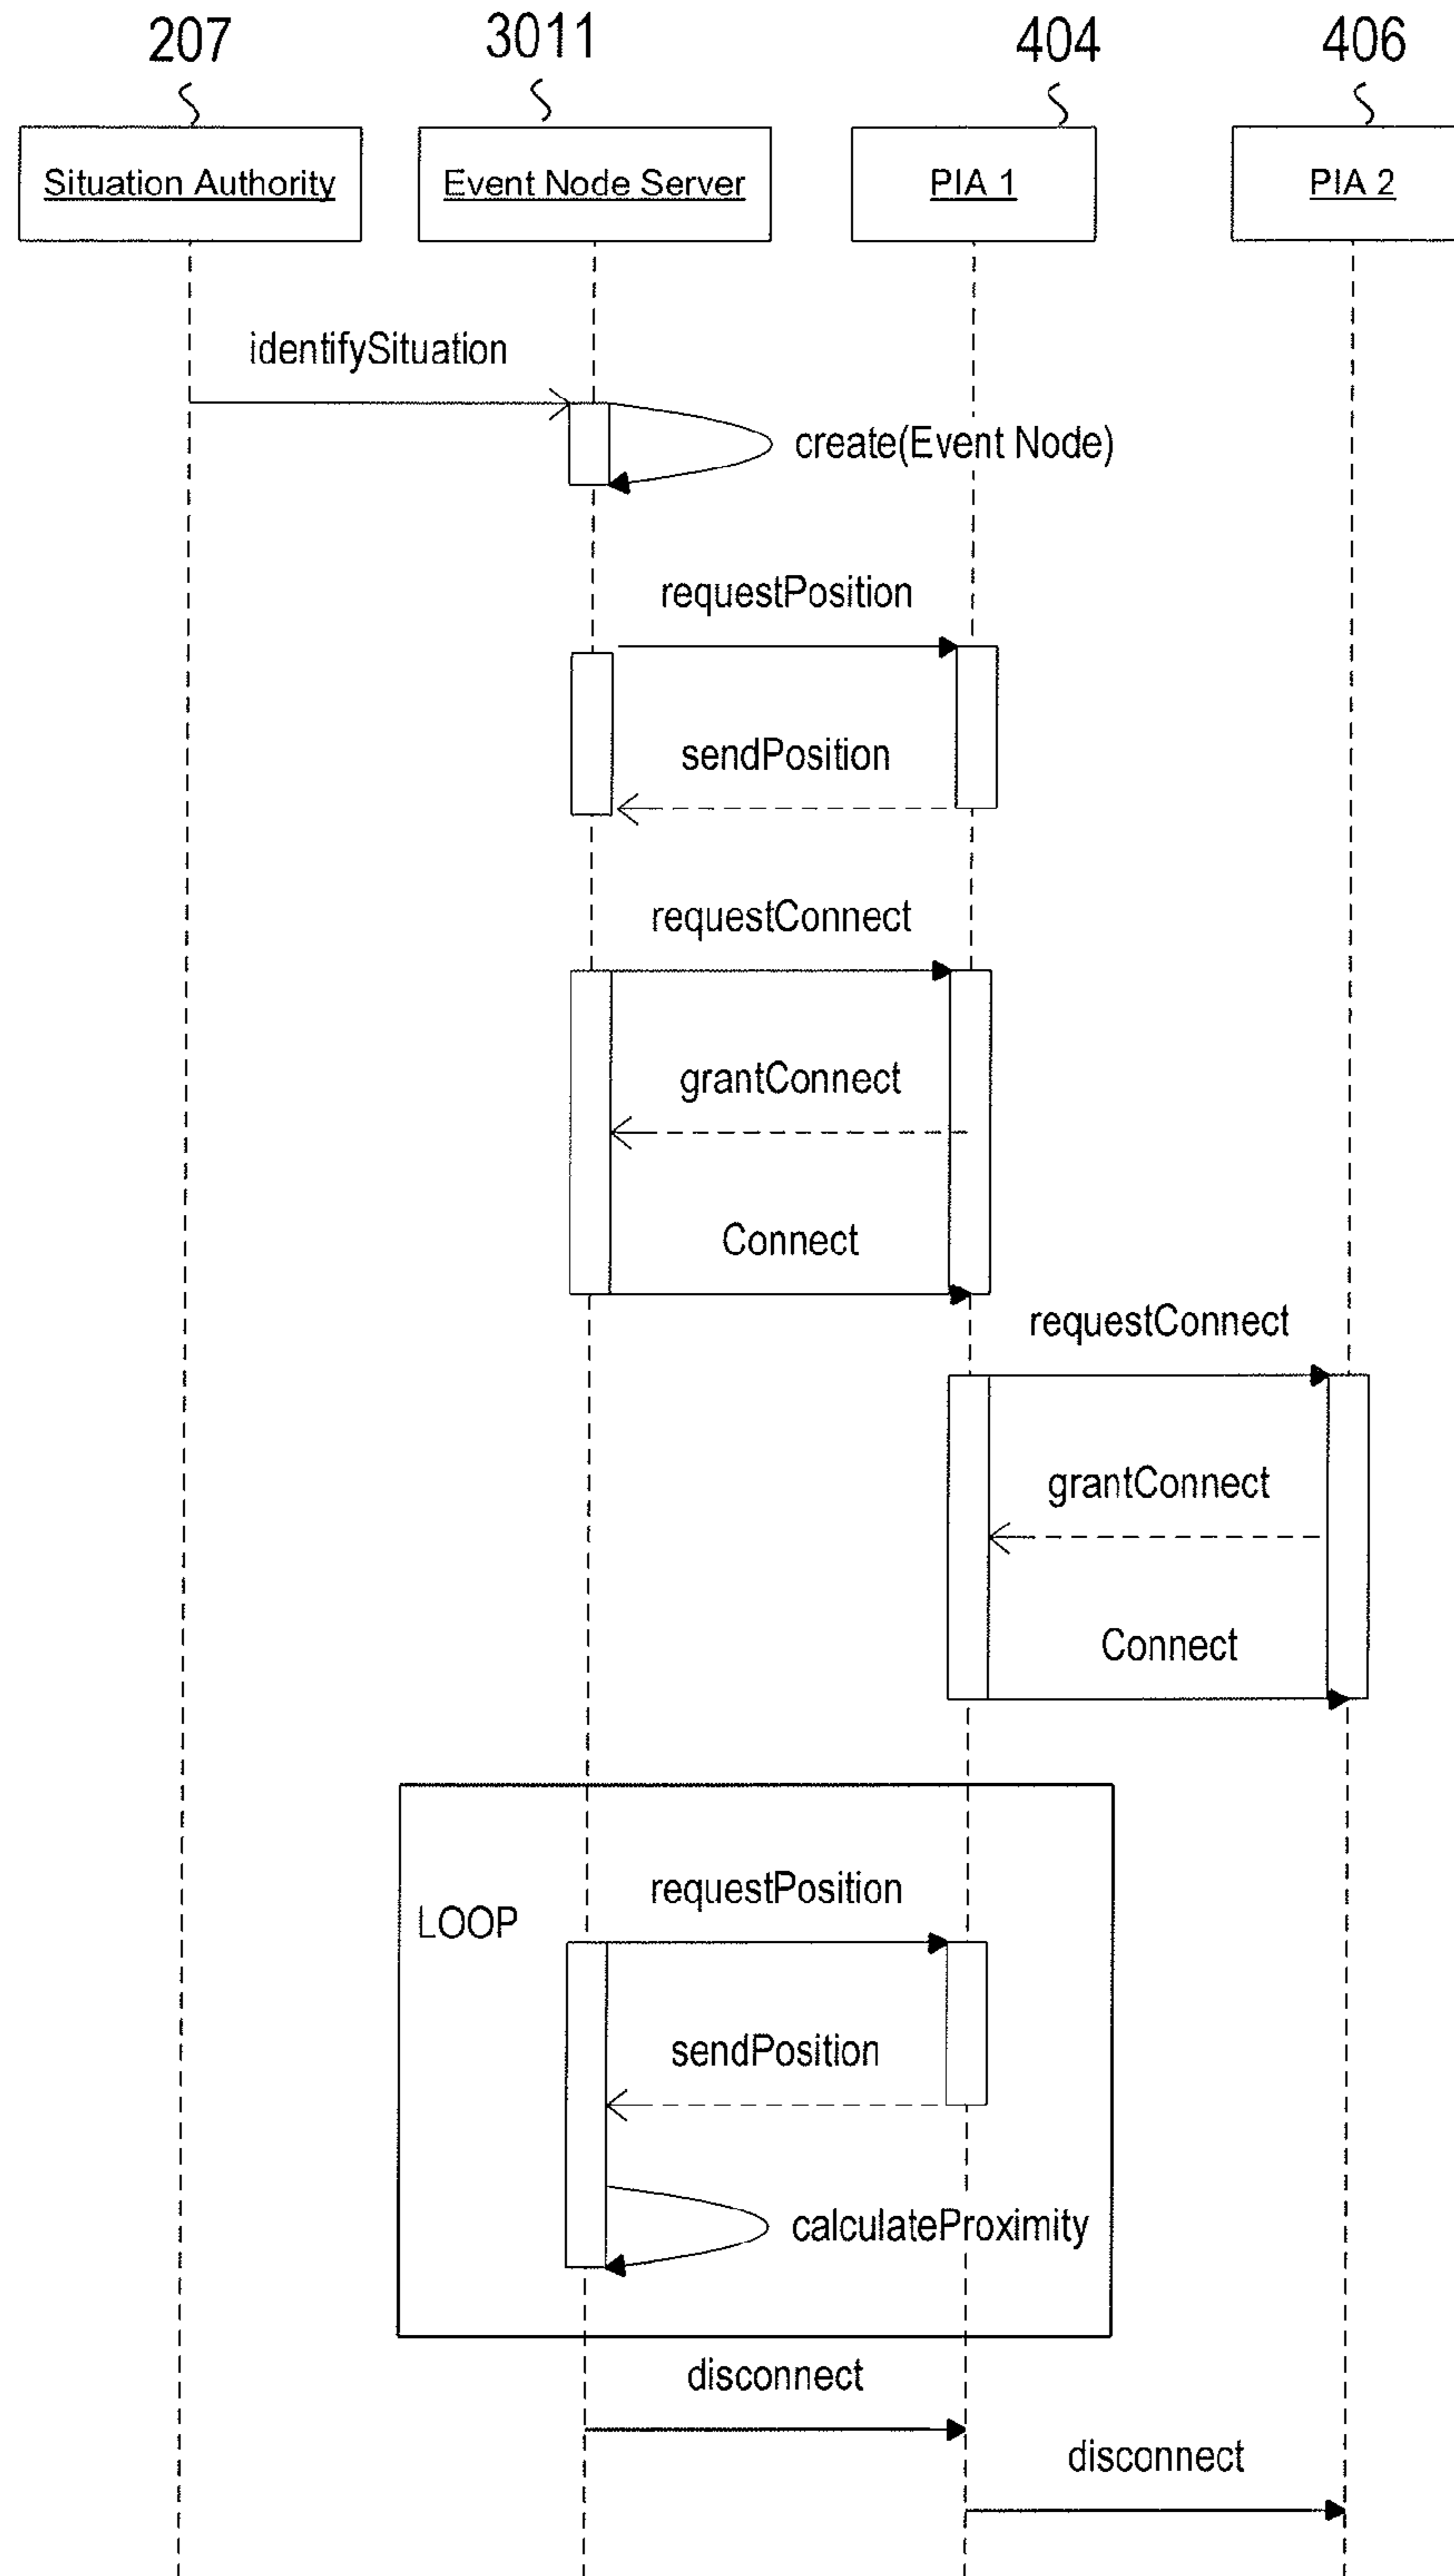 207 3011 404 406
Situation Authority Event Node Server PIA 1 PIA 2
identifySituation
create(Event Node)
requestPosition
sendPosition
requestConnect
grantConnect
Connect
requestConnect
grantConnect
Connect
requestPosition
LOOP
sendPosition
calculateProximity
disconnect
disconnect